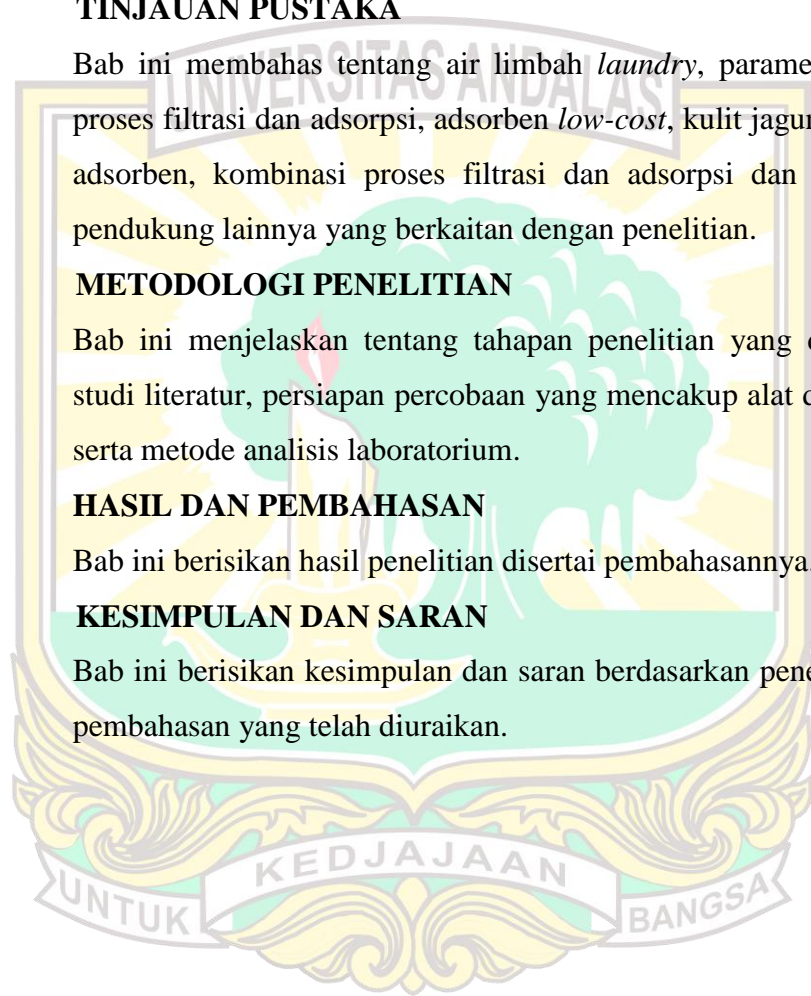 TINJAUAN PUSTAKA
UNIVERSITAS ANDALAS
Bab ini membahas tentang air limbah laundry,
proses filtrasi dan adsorpsi, adsorben low-cost, kulit
adsorben, kombinasi proses filtrasi dan adsorpsi dan
pendukung lainnya yang berkaitan dengan penelitian.
METODOLOGI PENELITIAN
Bab ini menjelaskan tentang tahapan penelitian yang
studi literatur, persiapan percobaan yang mencakup alat
serta metode analisis laboratorium.
HASIL DAN PEMBAHASAN
Bab ini berisikan hasil penelitian disertai pembahasannya.
KESIMPULAN DAN SARAN
Bab ini berisikan kesimpulan dan saran berdasarkan
pembahasan yang telah diuraikan.
UNTUK KEDJAJAAN BANGSA